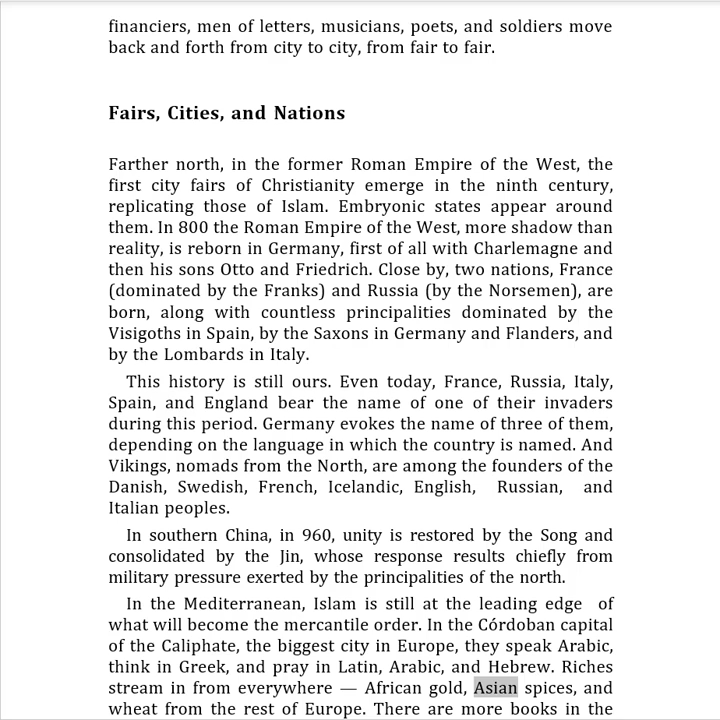 financiers, men of letters, musicians, poets, and soldiers move
back and forth from city to city, from fair to fair.
Fairs, Cities, and Nations
Farther north, in the former Roman Empire of the West, the
first city fairs of Christianity emerge in the ninth century,
replicating those of Islam. Embryonic states appear around
them. In 800 the Roman Empire of the West, more shadow than
reality, is reborn in Germany, first of all with Charlemagne and
then his sons Otto and Friedrich. Close by, two nations, France
(dominated by the Franks) and Russia (by the Norsemen), are
born, along with countless principalities dominated by the
Visigoths in Spain, by the Saxons in Germany and Flanders, and
by the Lombards in Italy.
This history is still ours. Even today, France, Russia, Italy,
Spain, and England bear the name of one of their invaders
during this period. Germany evokes the name of three of them,
depending on the language in which the country is named. And
Vikings, nomads from the North, are among the founders of the
Danish, Swedish, French, Icelandic, English, Russian, and
Italian peoples.
In southern China, in 960, unity is restored by the Song and
consolidated by the Jin, whose response results chiefly from
military pressure exerted by the principalities of the north.
In the Mediterranean, Islam is still at the leading edge of
what will become the mercantile order. In the Córdoban capital
of the Caliphate, the biggest city in Europe, they speak Arabic,
think in Greek, and pray in Latin, Arabic, and Hebrew. Riches
stream in from everywhere — African gold, Asian spices, and
wheat from the rest of Europe. There are more books in the